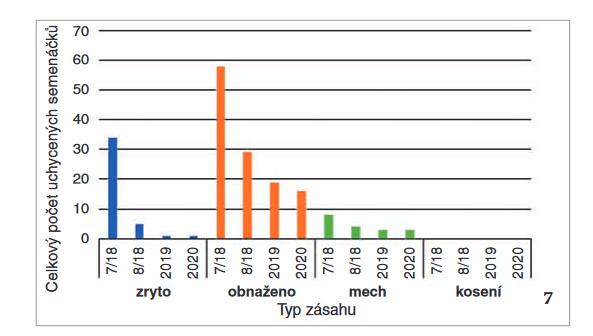 Celkový počet uchycených semenáčků
70
60
50
40
30
20
10
0
7/18 8/18 2019 2020 7/18 8/18 2019 2020 7/18 8/18 2019 2020 7/18 8/18 2019 2020
zryto obnaženo mech kosení
Typ zásahu
7